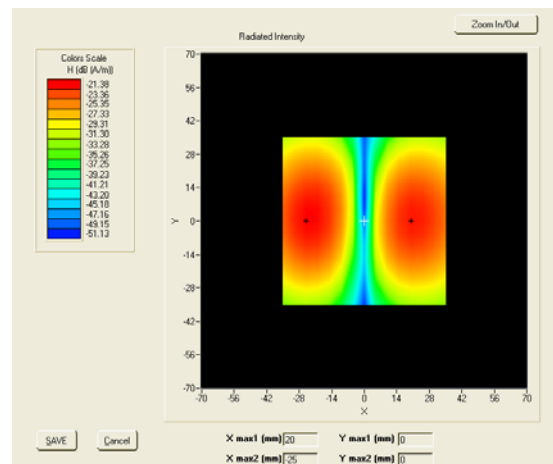 Zoom In/Out
Radiated Intensity
Colors Scale
H (dB (A/m))
-21.38
-23.36
-25.35
-27.33
-29.31
-31.30
-33.28
-35.26
-37.25
-39.23
-41.21
-43.20
-45.18
-47.16
-49.15
-51.13
70
56
42
28
14
0
-14
-28
-42
-56
-70
Y
-70 -56 -42 -28 -14 0 14 28 42 56 70
X
SAVE
Cancel
X max1 (mm) 20 Y max1 (mm) 0
X max2 (mm) -25 Y max2 (mm) 0